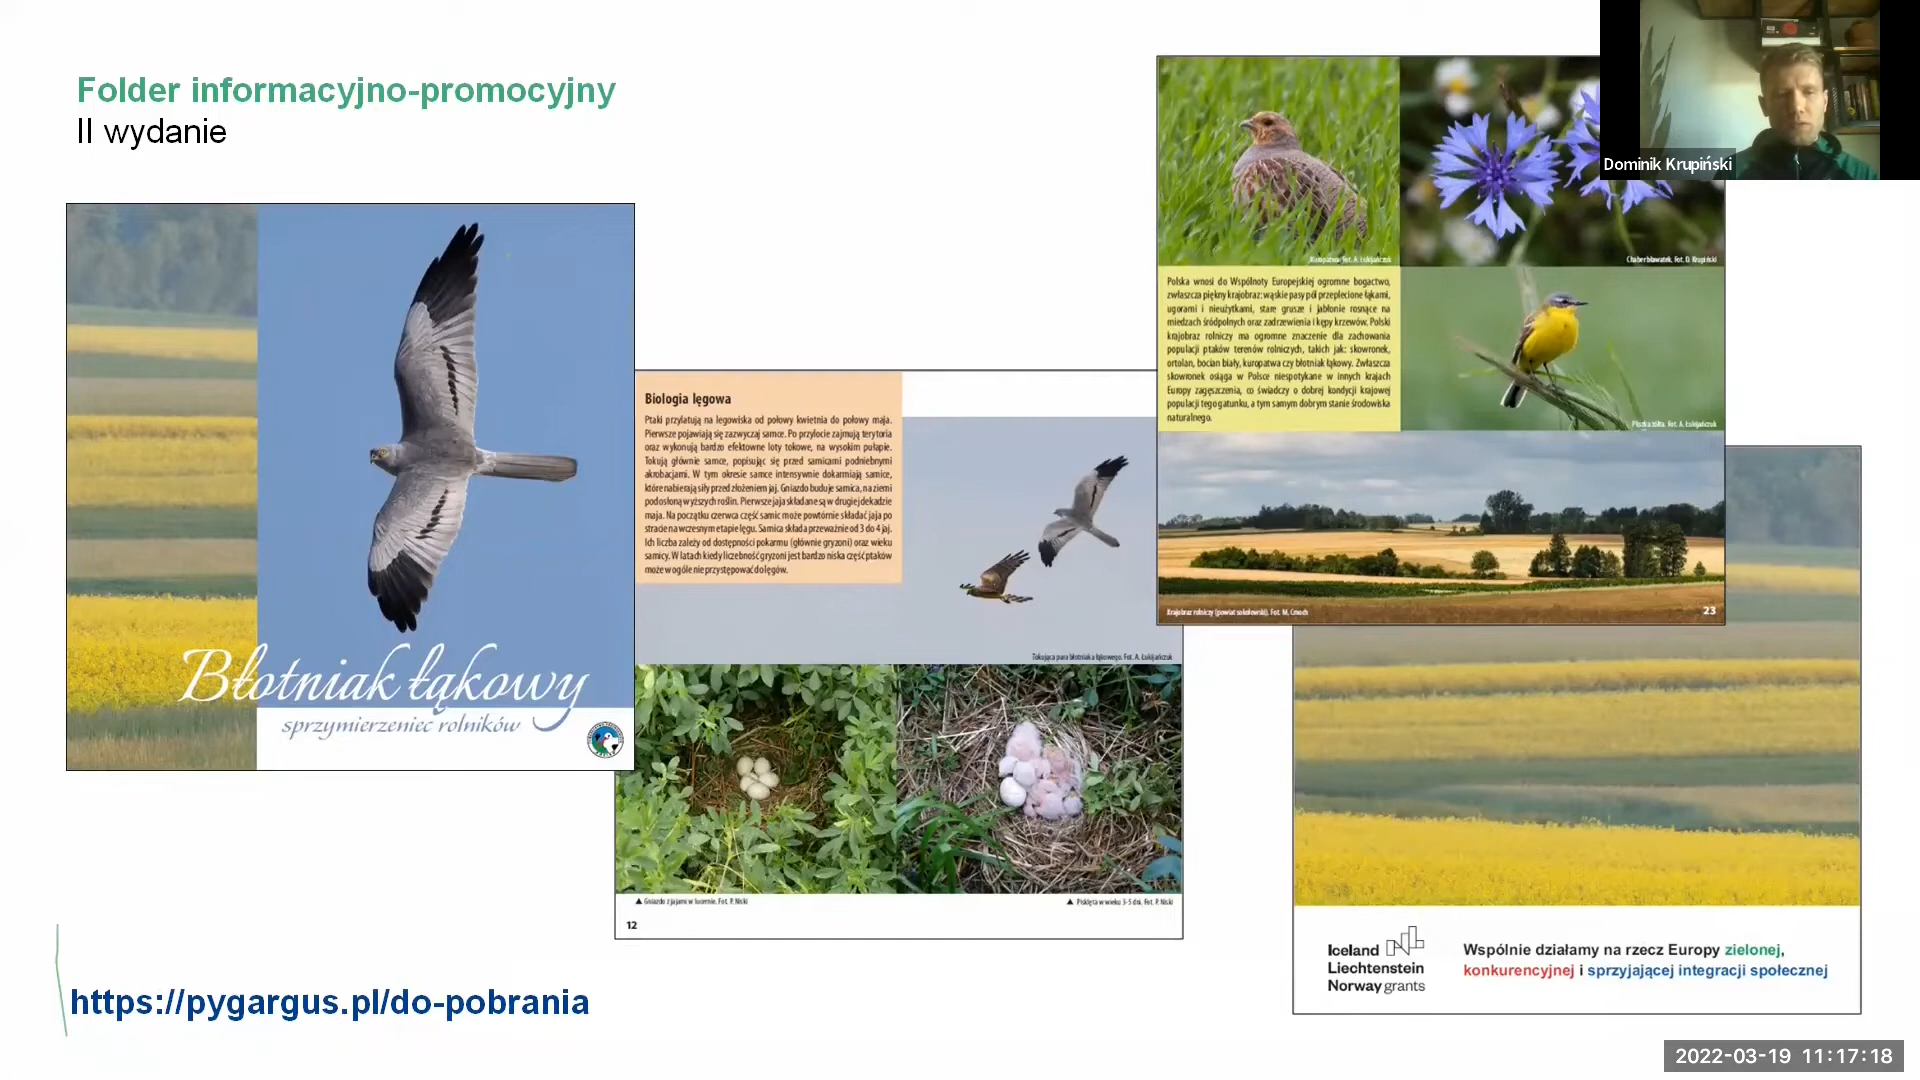 Folder informacyjno-promocyjny
II wydanie
Dominik Krupiński
Błotniak łąkowy
sprzymierzeniec rolników
Biologia lęgowa
Ptaki przylatują na lęgowiska od połowy kwietnia do połowy maja.
Pierwsze pojawiają się zazwyczaj samce. Po przylocie zajmują terytoria
oraz wykonują bardzo efektowne loty tokowe, na wysokim pułapie.
Tokują głównie samce, popisując się przed samicami podniebnymi
akrobacjami. W tym okresie samce intensywnie dokarmiają samice,
które nabierają siły przed złożeniem jaj. Gniazdo buduje samica, na ziemi
pod osłoną wyższych roślin. Pierwsze jaja składane są w drugiej dekadzie
maja. Na początku czerwca część samic może powtórnie składać jaja po
stracie na wczesnym etapie lęgu. Samica składa przeważnie od 3 do 4 jaj.
Ich liczba zależy od dostępności pokarmu (głównie gryzoni) oraz wieku
samicy. W latach kiedy liczebność gryzoni jest bardzo niska część ptaków
może w ogóle nie przystępować do lęgów.
Tokująca para błotniaka łąkowego. Fot. A. Łukijańczuk
▲ Gniazdo z jajami w lucernie. Fot. P. Niski
▲ Pisklęta w wieku 3-5 dni. Fot. P. Niski
12
Kuropatwa. Fot. A. Łukijańczuk
Chaber bławatek. Fot. D. Krupiński
Polska wnosi do Wspólnoty Europejskiej ogromne bogactwo,
zwłaszcza piękny krajobraz: wąskie pasy pól przeplecione łąkami,
ugorami i nieużytkami, stare grusze i jabłonie rosnące na
miedzach śródpolnych oraz zadrzewienia i kępy krzewów. Polski
krajobraz rolniczy ma ogromne znaczenie dla zachowania
populacji ptaków terenów rolniczych, takich jak: skowronek,
ortolan, bocian biały, kuropatwa czy błotniak łąkowy. Zwłaszcza
skowronek osiąga w Polsce niespotykane w innych krajach
Europy zagęszczenia, co świadczy o dobrej kondycji krajowej
populacji tego gatunku, a tym samym dobrym stanie środowiska
naturalnego.
Pliszka żółta. Fot. A. Łukijańczuk
Krajobraz rolniczy (powiat sokołowski). Fot. M. Cmoch
23
Iceland
Liechtenstein
Norway grants
Wspólnie działamy na rzecz Europy zielonej,
konkurencyjnej i sprzyjającej integracji społecznej
https://pygargus.pl/do-pobrania
2022-03-19 11:17:18